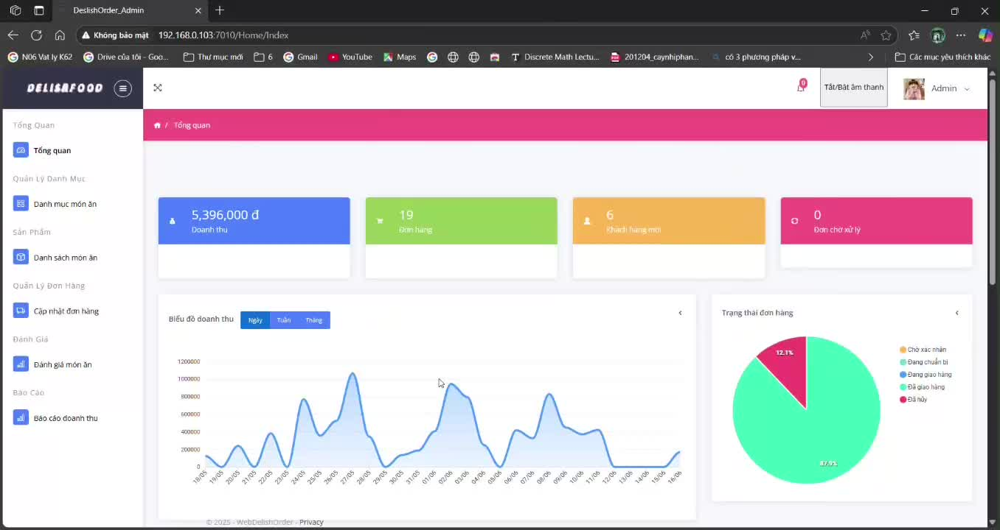 DeslishOrder_Admin
Không bảo mật 192.168.0.103:7010/Home/Index
N06 Vat ly K62 Drive của tôi - Goo... Thư mục mới 6 Gmail YouTube Maps Discrete Math Lectu... 201204_caynhiphan... có 3 phương pháp v... Các mục yêu thích khác
DELISHFOOD
0
Tắt/Bật âm thanh
Admin
/ Tổng quan
Tổng Quan
Tổng quan
Quản Lý Danh Mục
Danh mục món ăn
Sản Phẩm
Danh sách món ăn
Quản Lý Đơn Hàng
Cập nhật đơn hàng
Đánh Giá
Đánh giá món ăn
Báo Cáo
Báo cáo doanh thu
5,396,000 đ
Doanh thu
19
Đơn hàng
6
Khách hàng mới
0
Đơn chờ xử lý
Biểu đồ doanh thu Ngày Tuần Tháng
1200000
1000000
800000
600000
400000
200000
0
18/05 19/05 20/05 21/05 22/05 23/05 24/05 25/05 26/05 27/05 28/05 29/05 30/05 31/05 01/06 02/06 03/06 04/06 05/06 06/06 07/06 08/06 09/06 10/06 11/06 12/06 13/06 14/06 15/06 16/06
Trạng thái đơn hàng
12.1%
87.9%
Chờ xác nhận
Đang chuẩn bị
Đang giao hàng
Đã giao hàng
Đã hủy
© 2025 - WebDelishOrder - Privacy